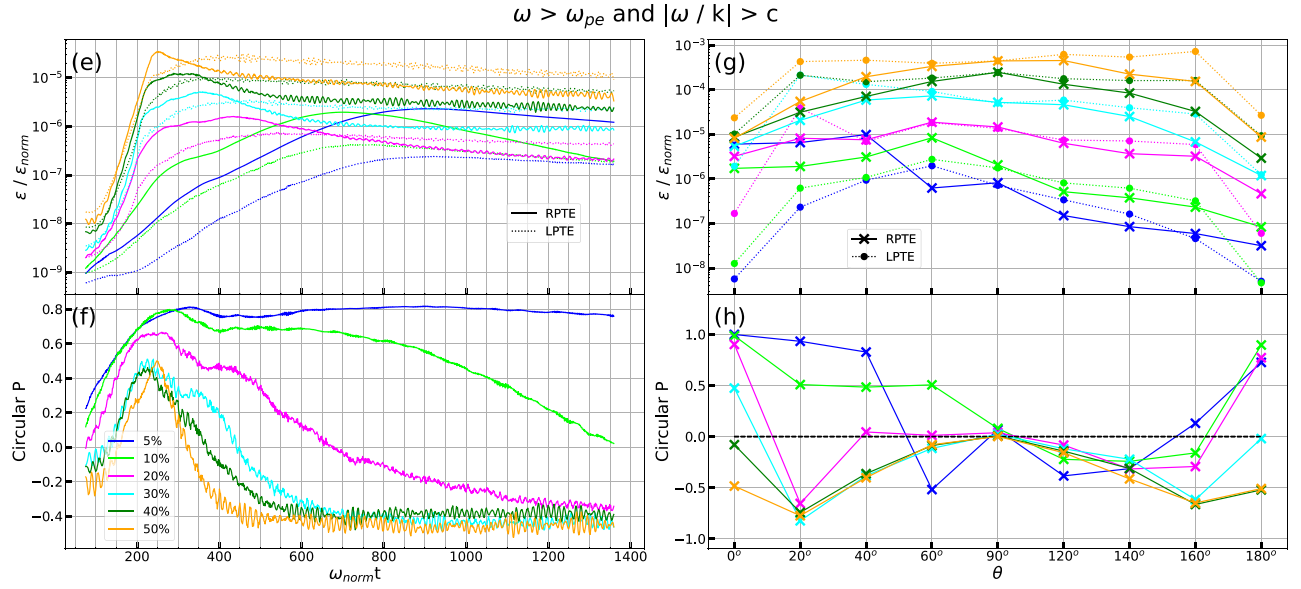 ω > ω_pe and |ω / k| > c
(e)
ε / ε_norm
10⁻⁵
10⁻⁶
10⁻⁷
10⁻⁸
10⁻⁹
RPTE
LPTE
(f)
Circular P
0.8
0.6
0.4
0.2
0.0
−0.2
−0.4
5%
10%
20%
30%
40%
50%
200 400 600 800 1000 1200 1400
ω_norm t
(g)
ε / ε_norm
10⁻³
10⁻⁴
10⁻⁵
10⁻⁶
10⁻⁷
10⁻⁸
RPTE
LPTE
(h)
Circular P
1.0
0.5
0.0
−0.5
−1.0
0° 20° 40° 60° 90° 120° 140° 160° 180°
θ